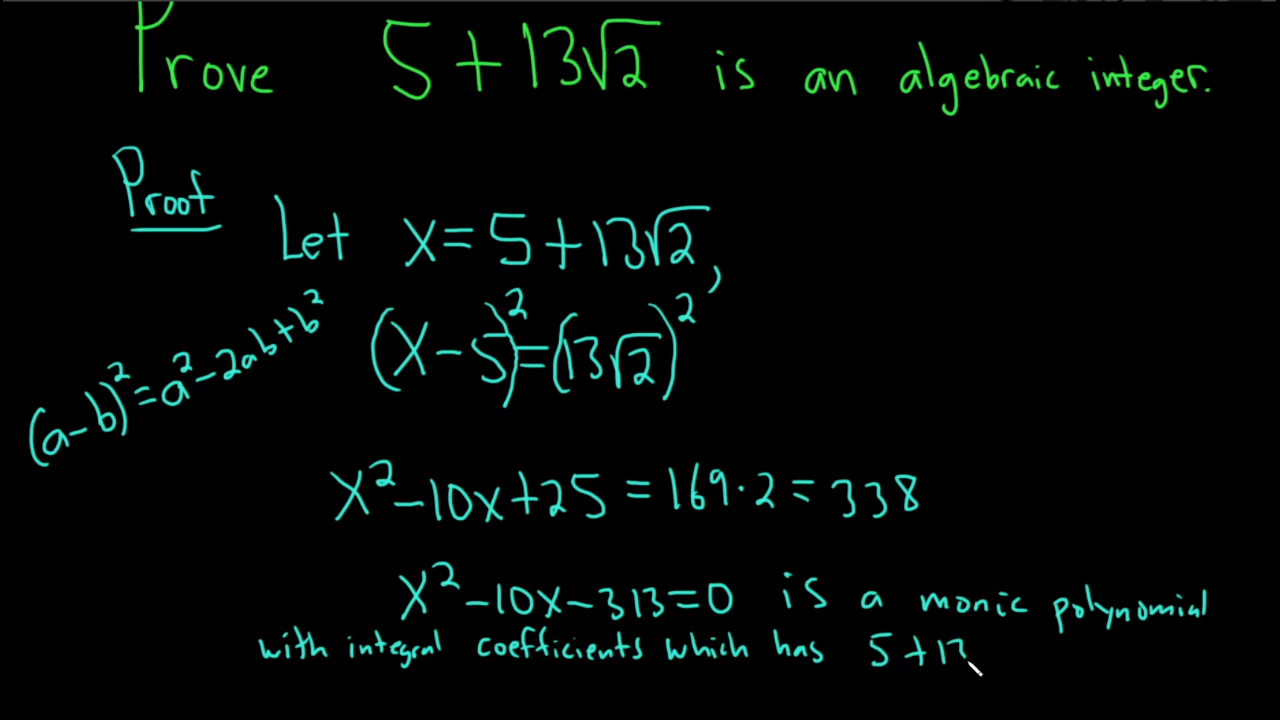 Prove 5+13√2 is an algebraic integer.
Proof
Let x=5+13√2,
(a-b)²=a²-2ab+b²
(x-5)²=(13√2)²
x²-10x+25=169·2=338
x²-10x-313=0 is a monic polynomial
with integral coefficients which has 5+13